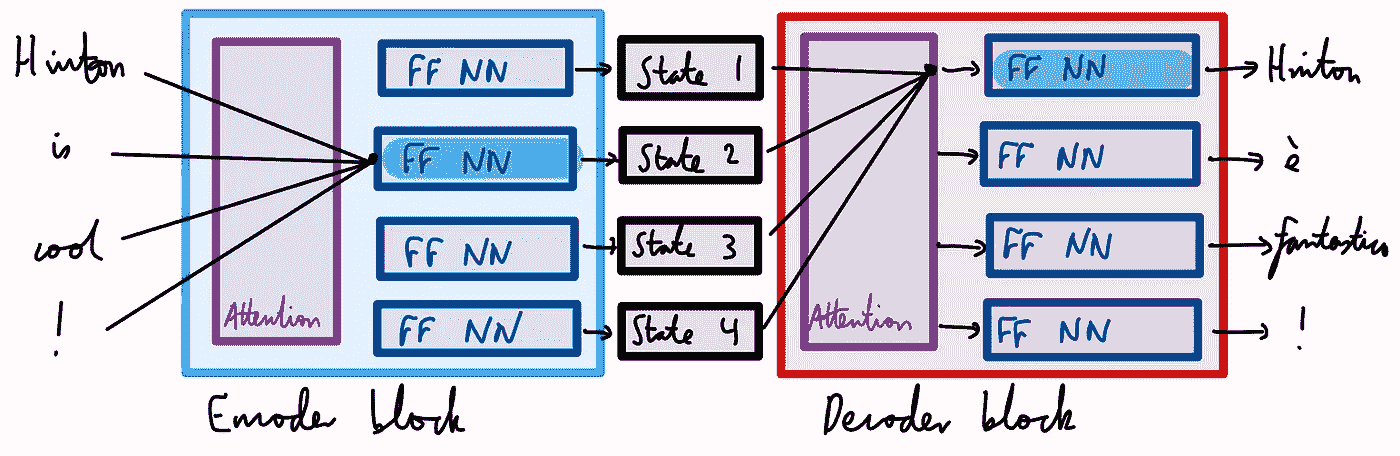 Hinton
is
cool
!
Attention
FF NN
FF NN
FF NN
FF NN
Encoder block
State 1
State 2
State 3
State 4
Attention
FF NN
FF NN
FF NN
FF NN
Decoder block
Hinton
è
fantastico
!